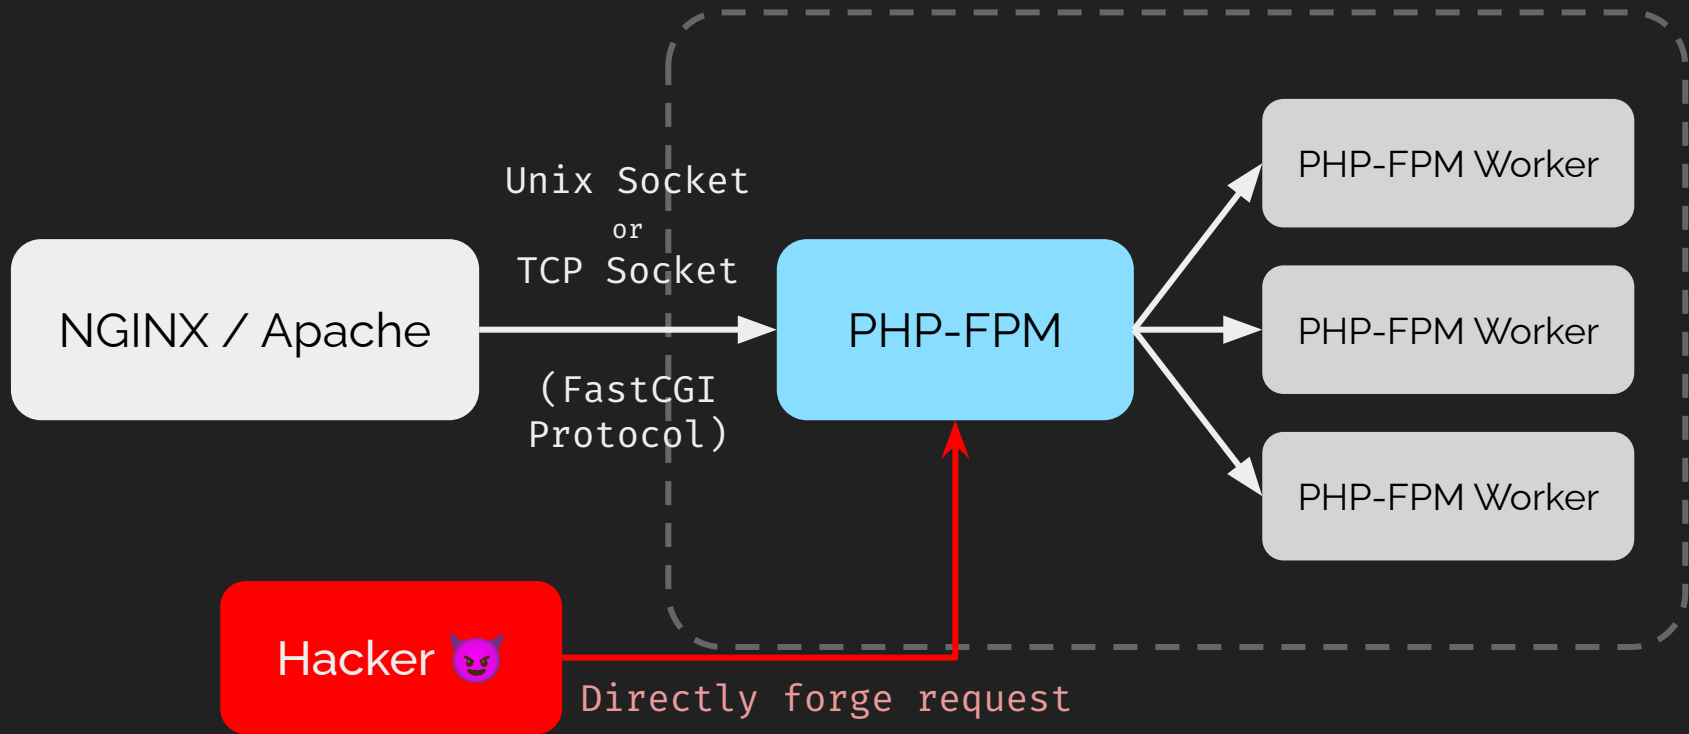 Unix Socket
or
TCP Socket
NGINX / Apache
(FastCGI
Protocol)
PHP-FPM
PHP-FPM Worker
PHP-FPM Worker
PHP-FPM Worker
Hacker 😈
Directly forge request